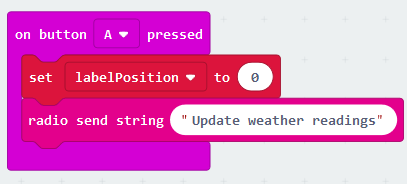 on button A pressed
set labelPosition to 0
radio send string "Update weather readings"